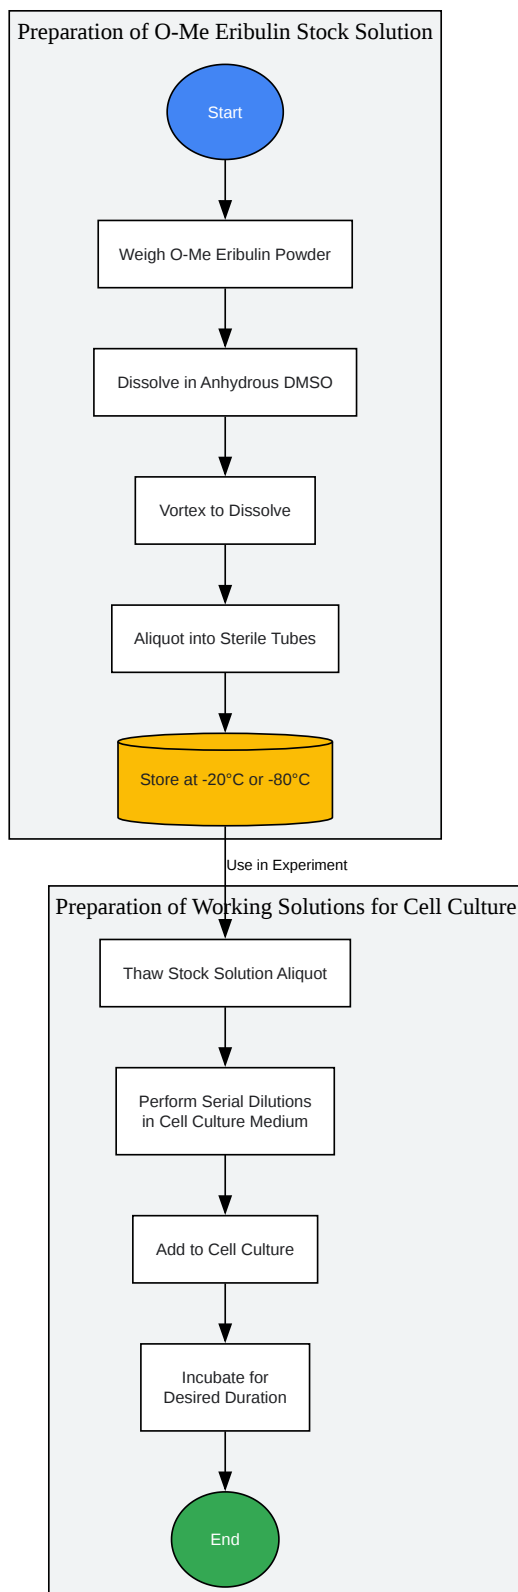 Preparation of O-Me Eribulin Stock Solution
Start
Weigh O-Me Eribulin Powder
Dissolve in Anhydrous DMSO
Vortex to Dissolve
Aliquot into Sterile Tubes
Store at -20°C or -80°C
Use in Experiment
Preparation of Working Solutions for Cell Culture
Thaw Stock Solution Aliquot
Perform Serial Dilutions
in Cell Culture Medium
Add to Cell Culture
Incubate for
Desired Duration
End